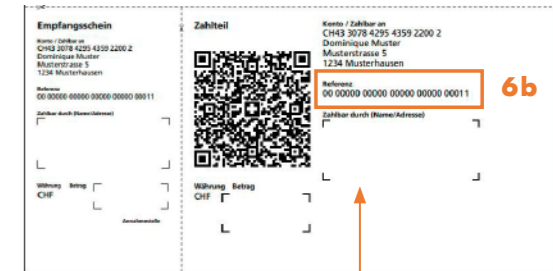 Empfangsschein
Konto / Zahlbar an
CH43 3078 4295 4359 2200 2
Dominique Muster
Musterstrasse 5
1234 Musterhausen
Referenz
00 00000 00000 00000 00000 00011
Zahlbar durch (Name/Adresse)
Währung Betrag
CHF
Annahmestelle
Zahlteil
Währung Betrag
CHF
Konto / Zahlbar an
CH43 3078 4295 4359 2200 2
Dominique Muster
Musterstrasse 5
1234 Musterhausen
Referenz
00 00000 00000 00000 00000 00011
Zahlbar durch (Name/Adresse)
6b